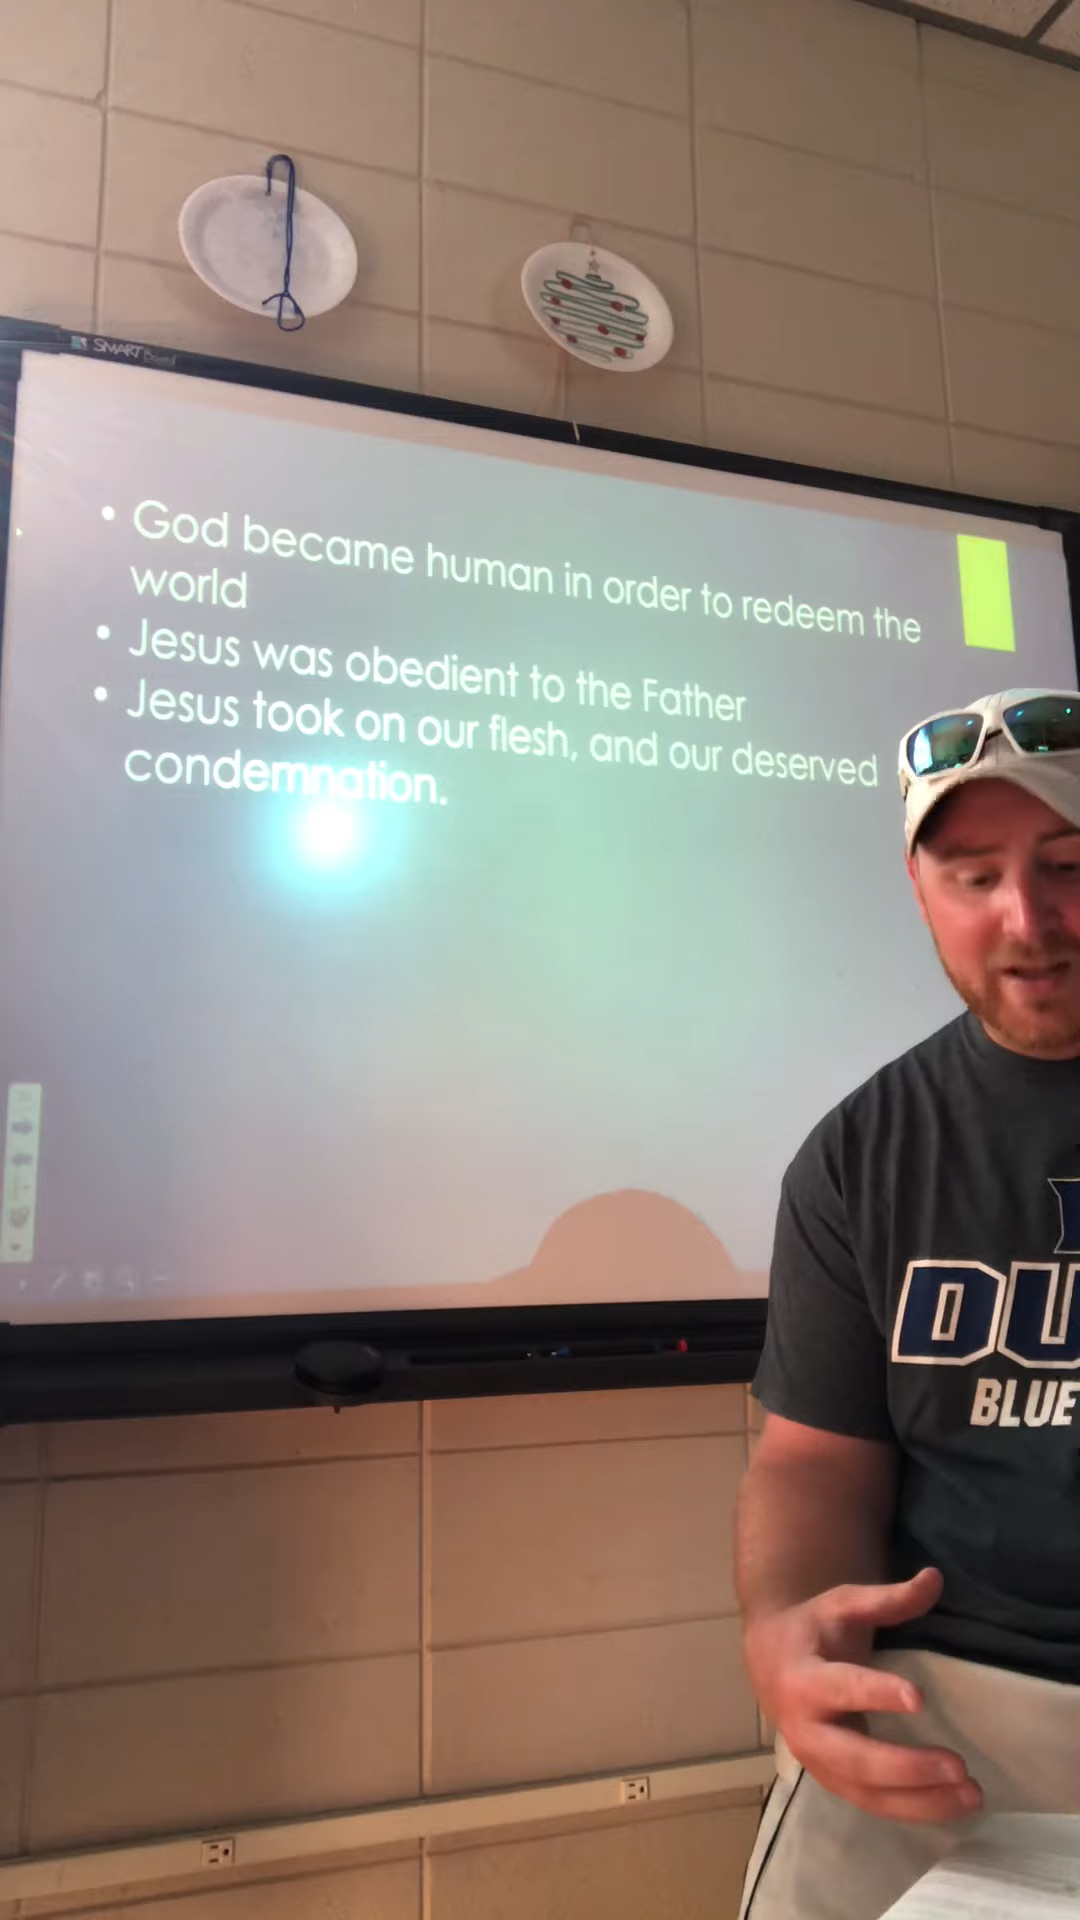 SMART Board
• God became human in order to redeem the
world
• Jesus was obedient to the Father
• Jesus took on our flesh, and our deserved
condemnation.
DU
BLUE